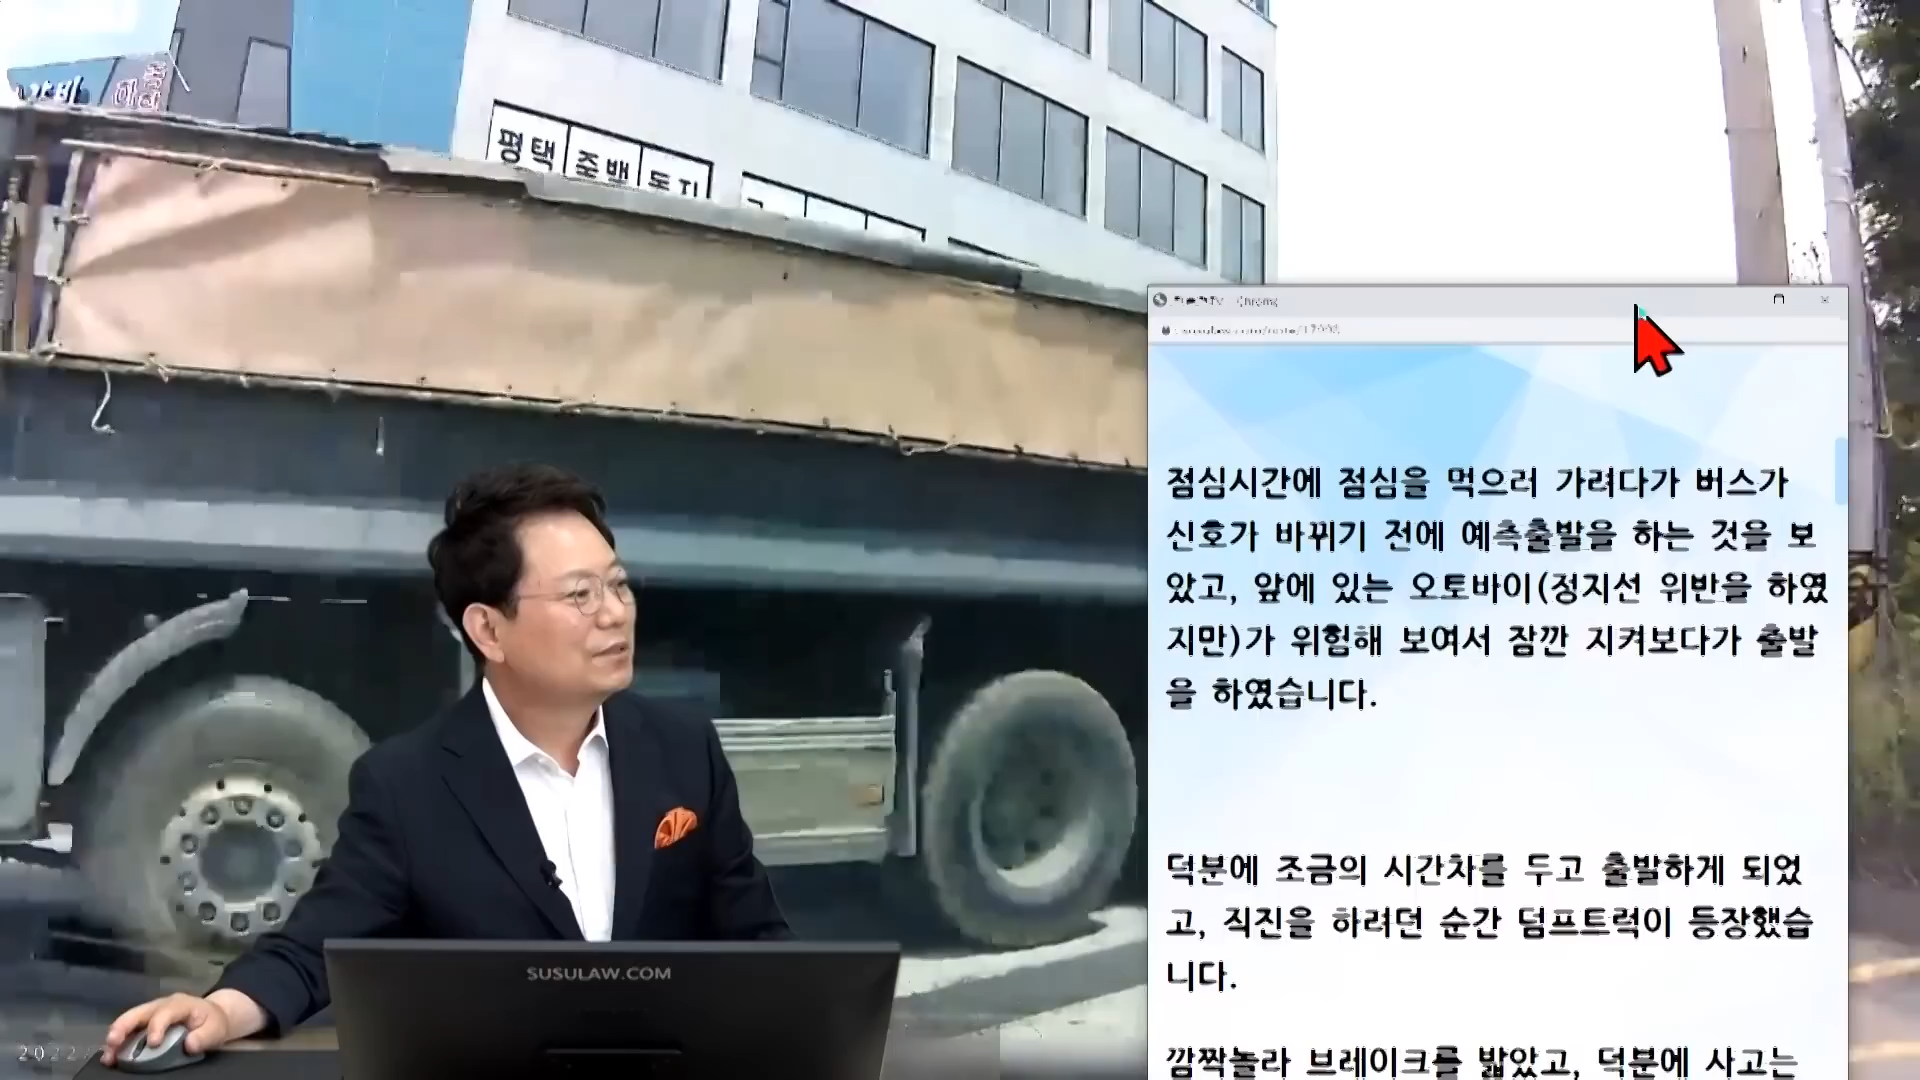 평택
SUSULAW.COM
점심시간에 점심을 먹으러 가려다가 버스가
신호가 바뀌기 전에 예측출발을 하는 것을 보
았고, 앞에 있는 오토바이(정지선 위반을 하였
지만)가 위험해 보여서 잠깐 지켜보다가 출발
을 하였습니다.
덕분에 조금의 시간차를 두고 출발하게 되었
고, 직진을 하려던 순간 덤프트럭이 등장했습
니다.
깜짝놀라 브레이크를 밟았고, 덕분에 사고는
2022